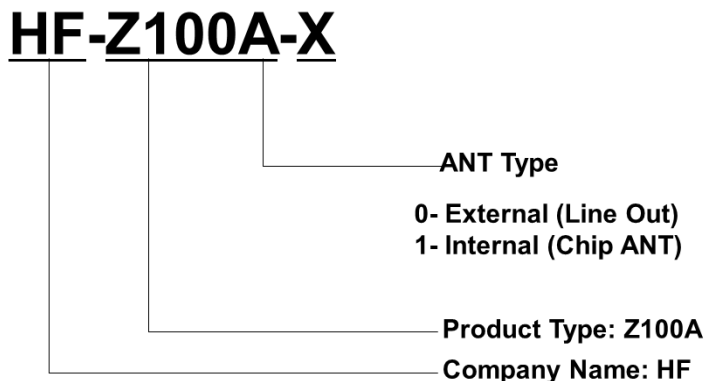 HF-Z100A-X
ANT Type
0- External (Line Out)
1- Internal (Chip ANT)
Product Type: Z100A
Company Name: HF